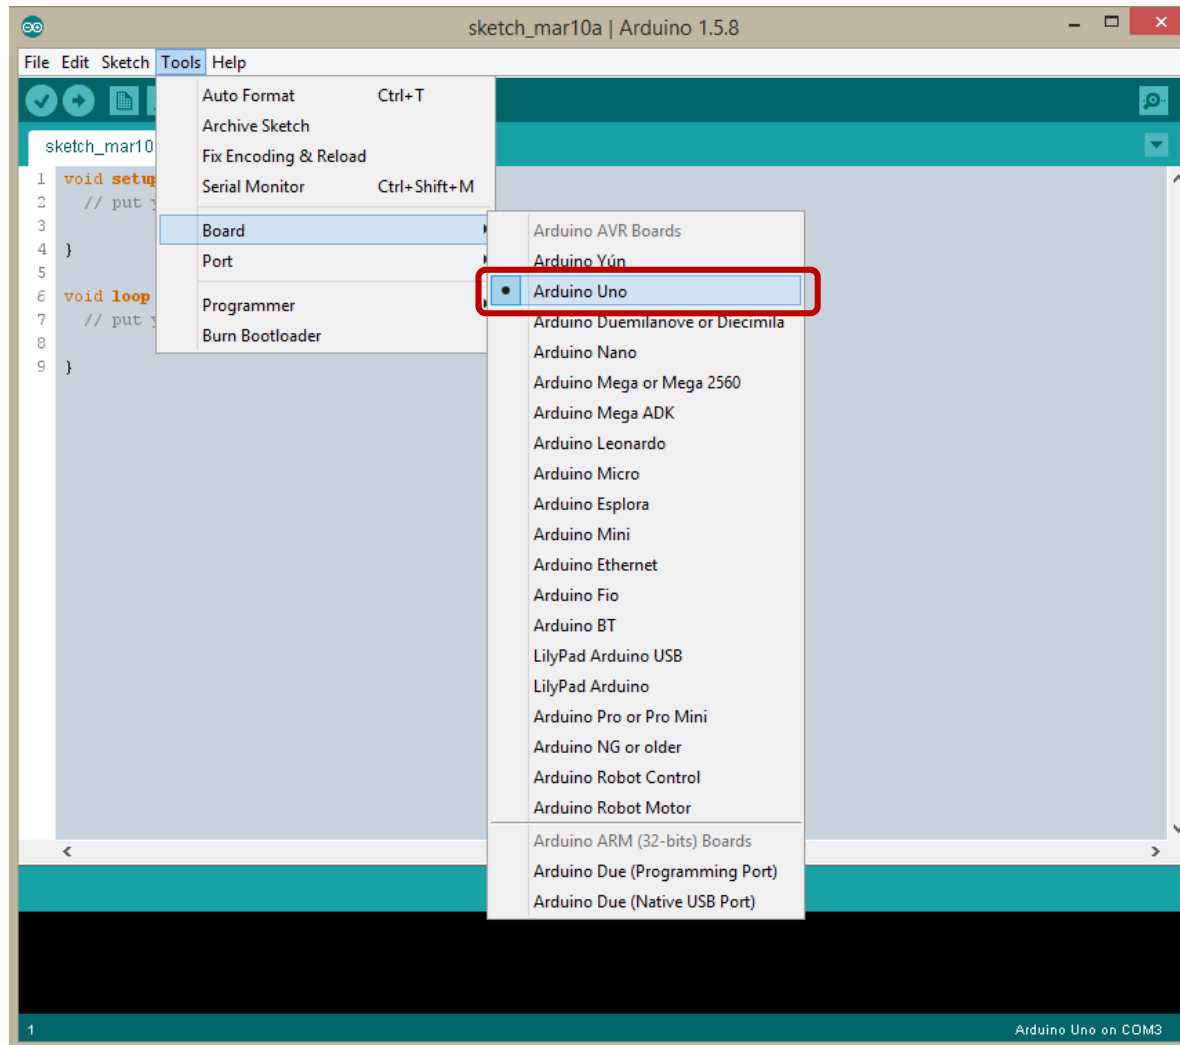 sketch_mar10a | Arduino 1.5.8
File Edit Sketch Tools Help
sketch_mar10
1 void setup
2 // put y
3
4 }
5
6 void loop
7 // put y
8
9 }
Auto Format Ctrl+T
Archive Sketch
Fix Encoding & Reload
Serial Monitor Ctrl+Shift+M
Board
Port
Programmer
Burn Bootloader
Arduino AVR Boards
Arduino Yún
Arduino Uno
Arduino Duemilanove or Diecimila
Arduino Nano
Arduino Mega or Mega 2560
Arduino Mega ADK
Arduino Leonardo
Arduino Micro
Arduino Esplora
Arduino Mini
Arduino Ethernet
Arduino Fio
Arduino BT
LilyPad Arduino USB
LilyPad Arduino
Arduino Pro or Pro Mini
Arduino NG or older
Arduino Robot Control
Arduino Robot Motor
Arduino ARM (32-bits) Boards
Arduino Due (Programming Port)
Arduino Due (Native USB Port)
1 Arduino Uno on COM3